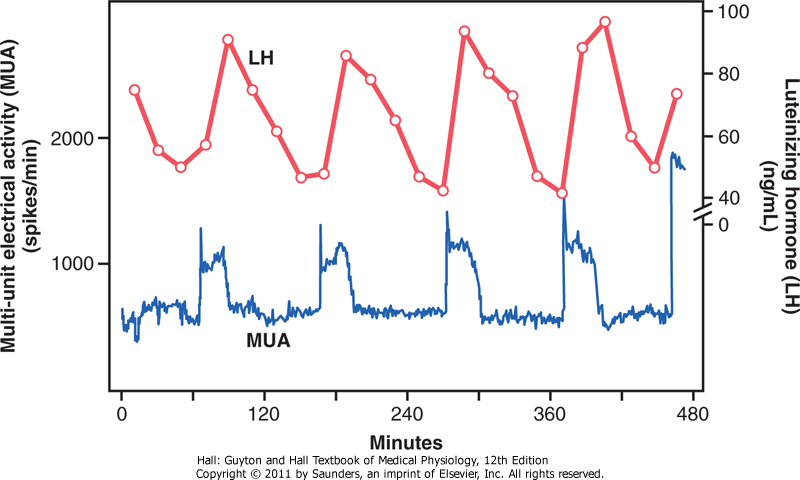 Multi-unit electrical activity (MUA)
(spikes/min)
2000
1000
LH
MUA
100
80
60
40
0
Luteinizing hormone (LH)
(ng/mL)
0
120
240
360
480
Minutes
Hall: Guyton and Hall Textbook of Medical Physiology, 12th Edition
Copyright © 2011 by Saunders, an imprint of Elsevier, Inc. All rights reserved.